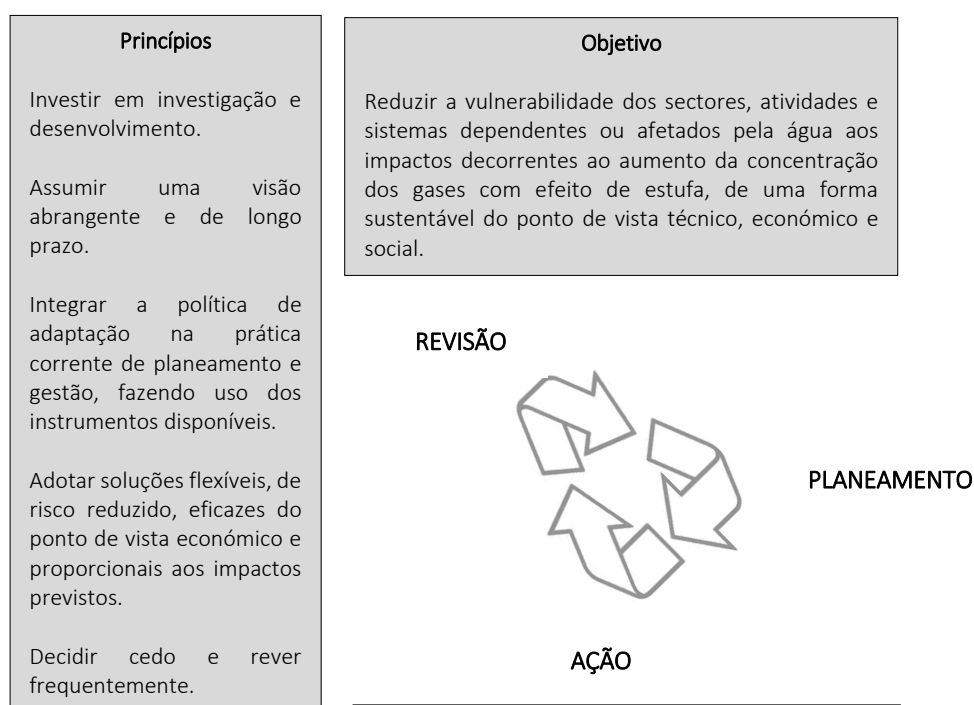 Princípios
Investir em investigação e
desenvolvimento.
Assumir uma visão
abrangente e de longo
prazo.
Integrar a política de
adaptação na prática
corrente de planeamento e
gestão, fazendo uso dos
instrumentos disponíveis.
Adotar soluções flexíveis, de
risco reduzido, eficazes do
ponto de vista económico e
proporcionais aos impactos
previstos.
Decidir cedo e rever
frequentemente.
Objetivo
Reduzir a vulnerabilidade dos sectores, atividades e
sistemas dependentes ou afetados pela água aos
impactos decorrentes ao aumento da concentração
dos gases com efeito de estufa, de uma forma
sustentável do ponto de vista técnico, económico e
social.
REVISÃO
PLANEAMENTO
AÇÃO